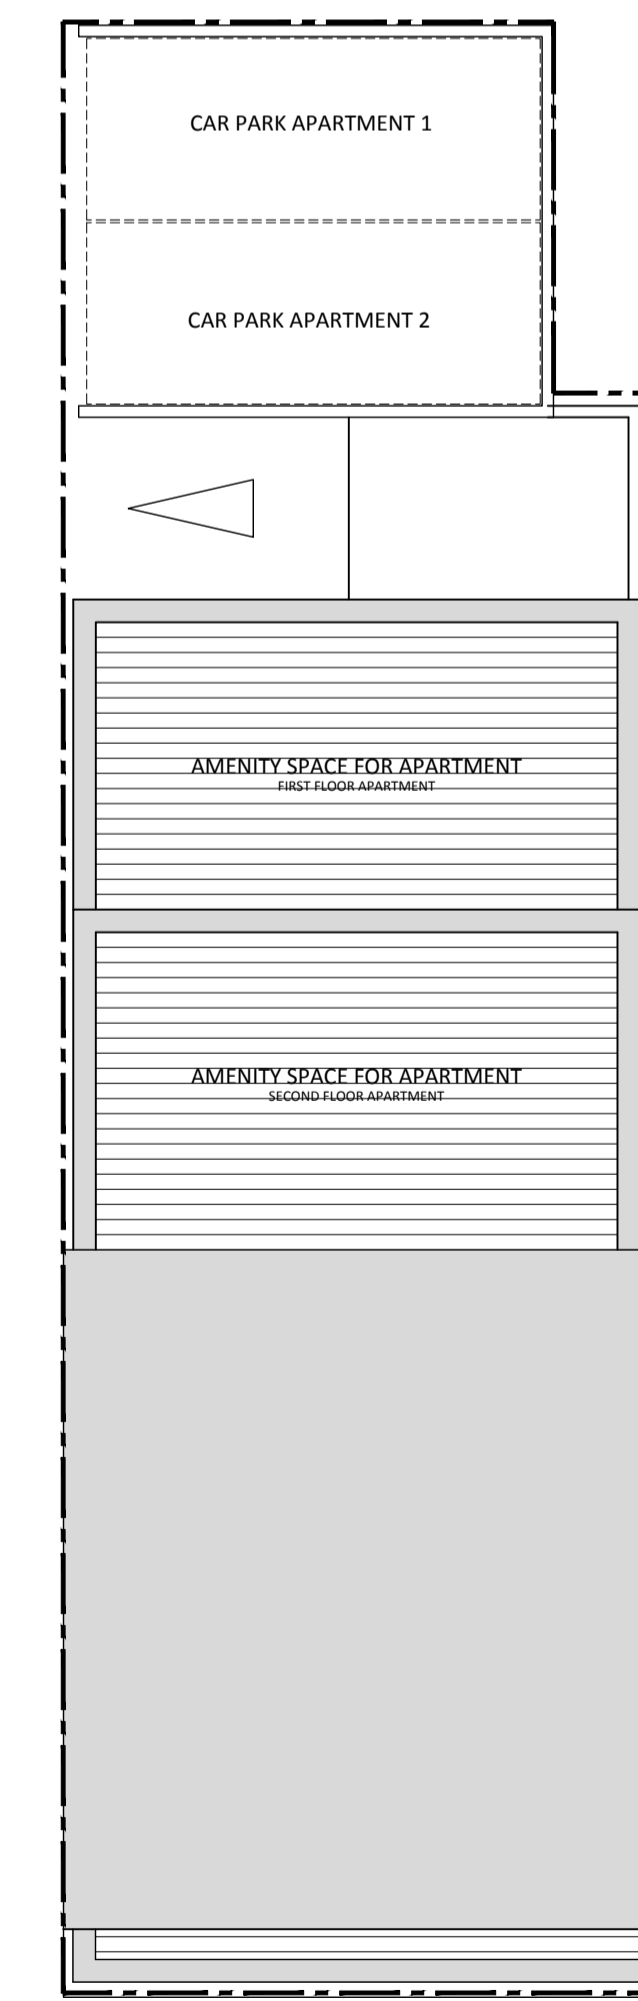 CAR PARK APARTMENT 1
CAR PARK APARTMENT 2
AMENITY SPACE FOR APARTMENT
FIRST FLOOR APARTMENT
AMENITY SPACE FOR APARTMENT
SECOND FLOOR APARTMENT